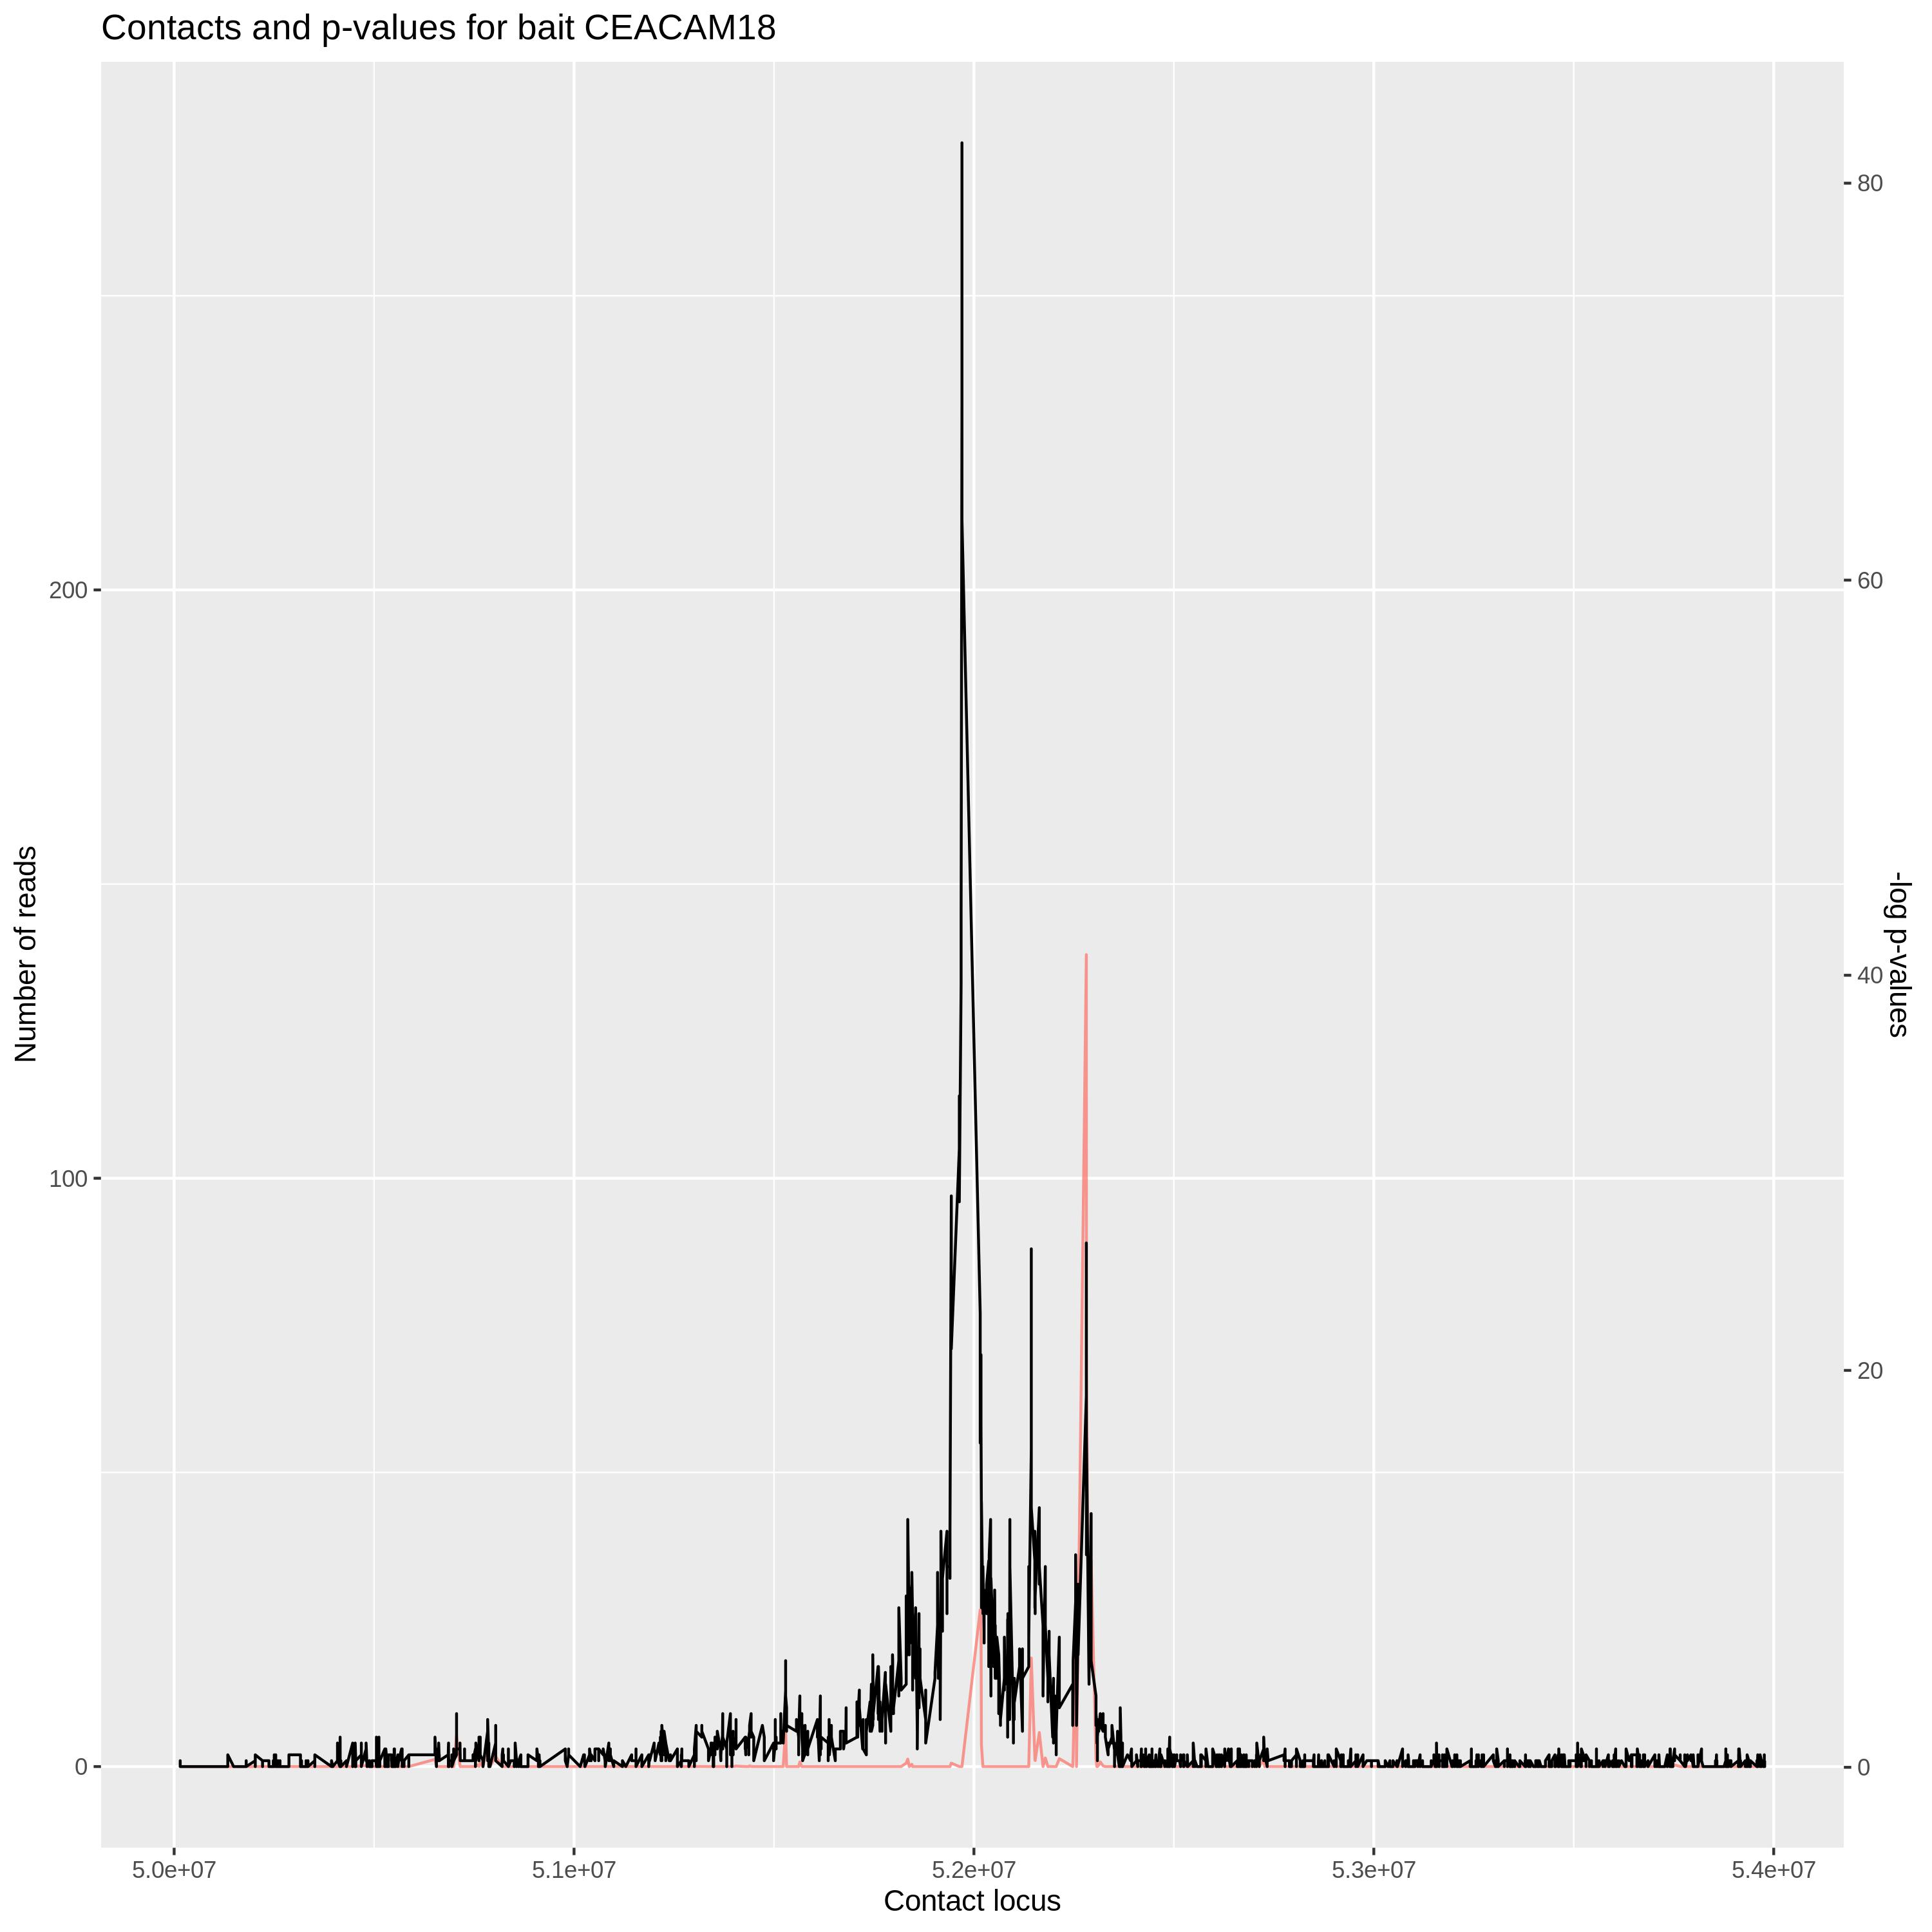 Contacts and p-values for bait CEACAM18
Number of reads
200
100
0
80
60
40
20
0
-log p-values
5.0e+07
5.1e+07
5.2e+07
5.3e+07
5.4e+07
Contact locus